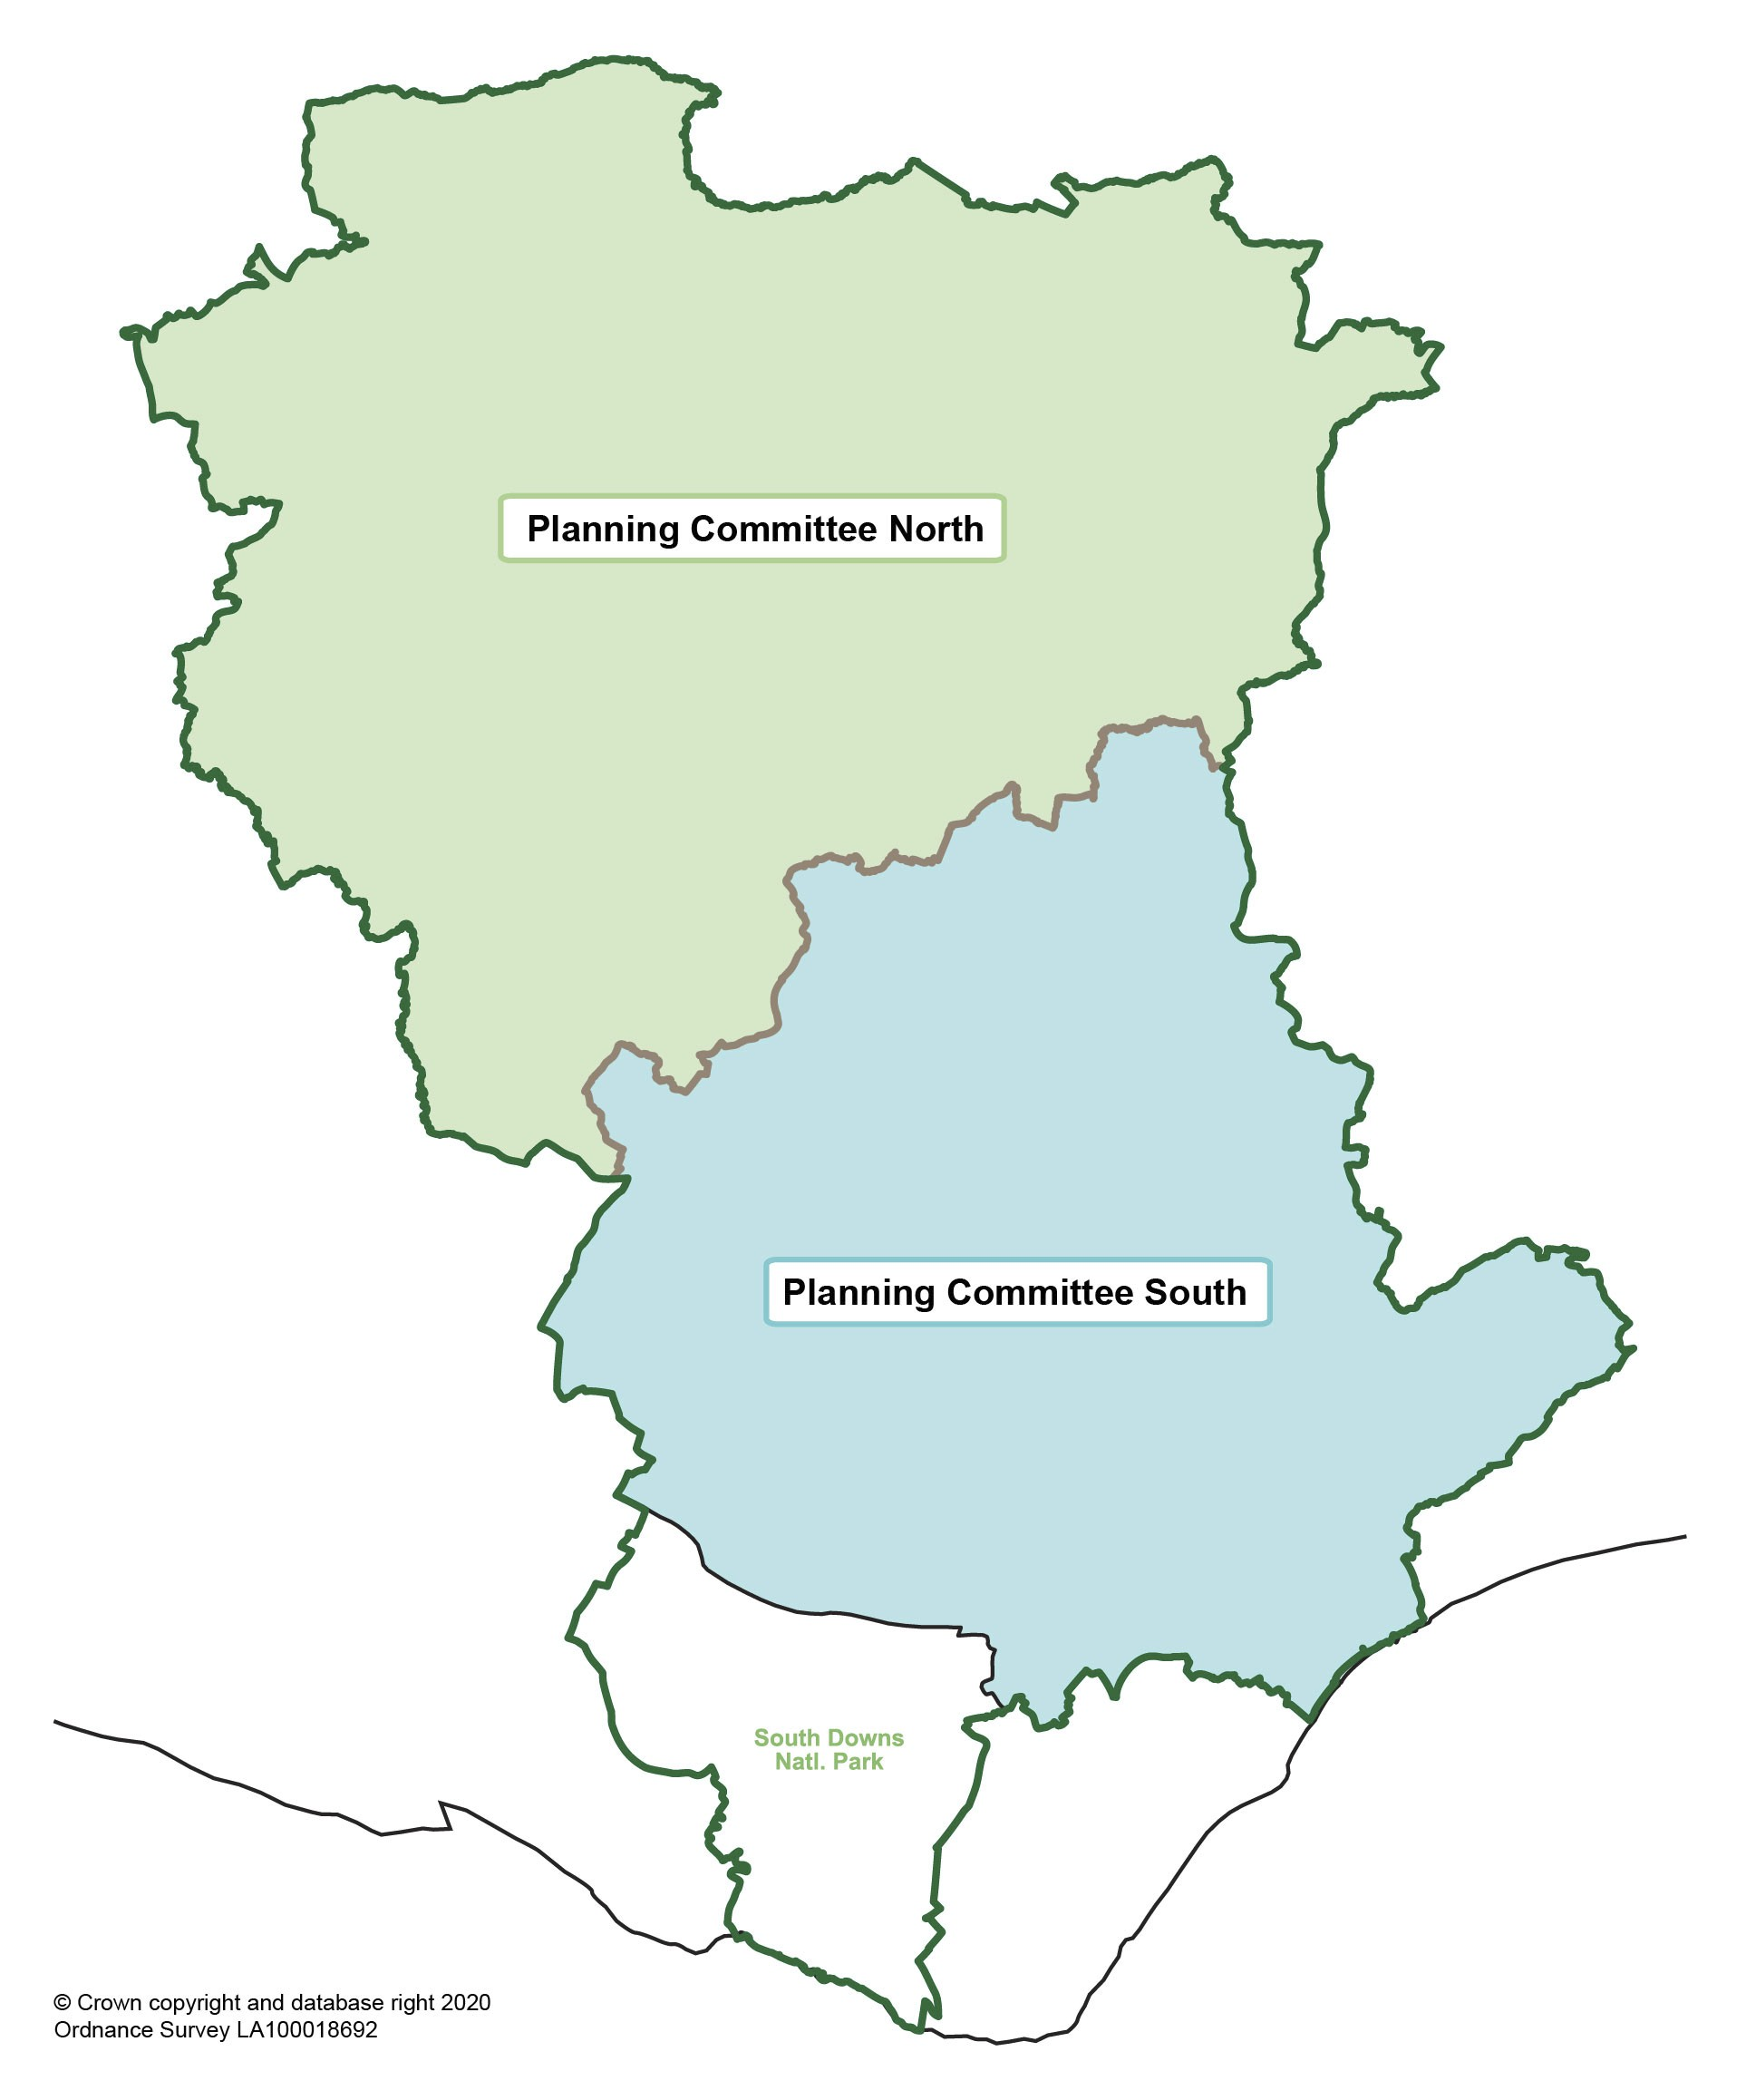 Planning Committee North
Planning Committee South
South Downs
Natl. Park
© Crown copyright and database right 2020
Ordnance Survey LA100018692